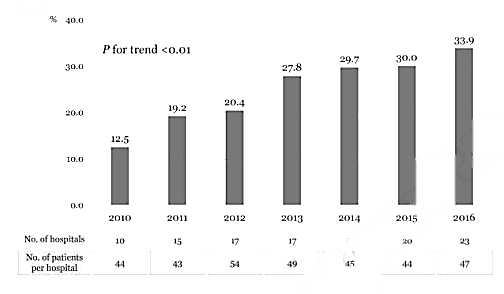 % 40.0
P for trend <0.01
33.9
30.0
29.7
27.8
30.0
20.4
19.2
20.0
12.5
10.0
0.0
2010 2011 2012 2013 2014 2015 2016
No. of hospitals 10 15 17 17 20 23
No. of patients
per hospital 44 43 54 49 45 44 47